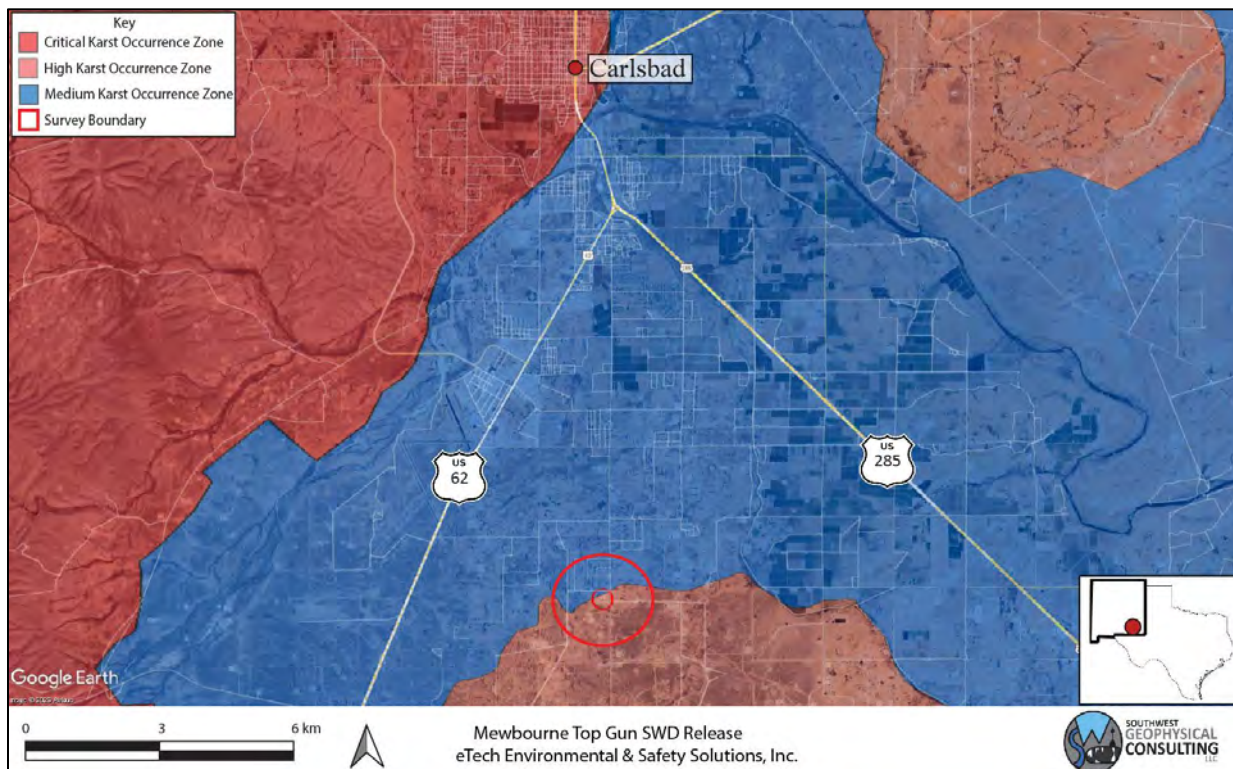 Key
Critical Karst Occurrence Zone
High Karst Occurrence Zone
Medium Karst Occurrence Zone
Survey Boundary
Carlsbad
US
62
US
285
Google Earth
0 3 6 km
Mewbourne Top Gun SWD Release
eTech Environmental & Safety Solutions, Inc.
SOUTHWEST
GEOPHYSICAL
CONSULTING
LLC